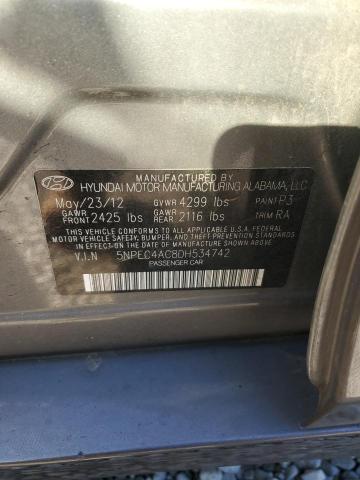 MANUFACTURED BY
HYUNDAI MOTOR MANUFACTURING ALABAMA, LLC
May/23/12 GVWR 4299 lbs PAINT P3
GAWR FRONT 2425 lbs GAWR REAR 2116 lbs TRIM RA
THIS VEHICLE CONFORMS TO ALL APPLICABLE U.S.A. FEDERAL
MOTOR VEHICLE SAFETY, BUMPER, AND THEFT PREVENTION STANDARDS
IN EFFECT ON THE DATE OF MANUFACTURE SHOWN ABOVE.
V.I.N 5NPEC4AC8DH534742
PASSENGER CAR